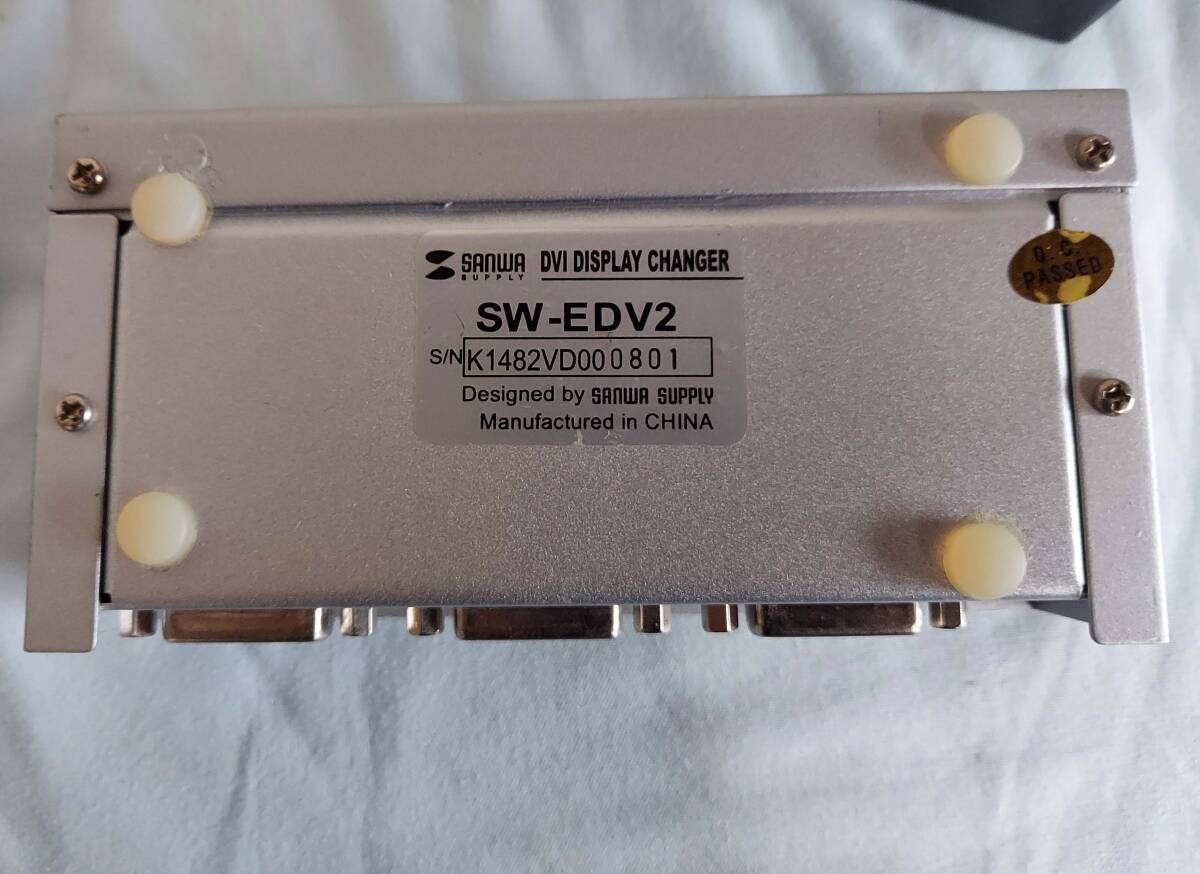 SANWA SUPPLY DVI DISPLAY CHANGER
SW-EDV2
S/N K1482VD000801
Designed by SANWA SUPPLY
Manufactured in CHINA
Q.C.
PASSED